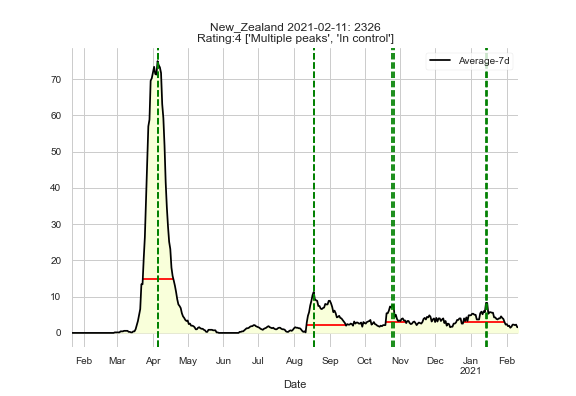 New_Zealand 2021-02-11: 2326
Rating:4 ['Multiple peaks', 'In control']
Average-7d
70
60
50
40
30
20
10
0
Feb Mar Apr May Jun Jul Aug Sep Oct Nov Dec Jan Feb
2021
Date